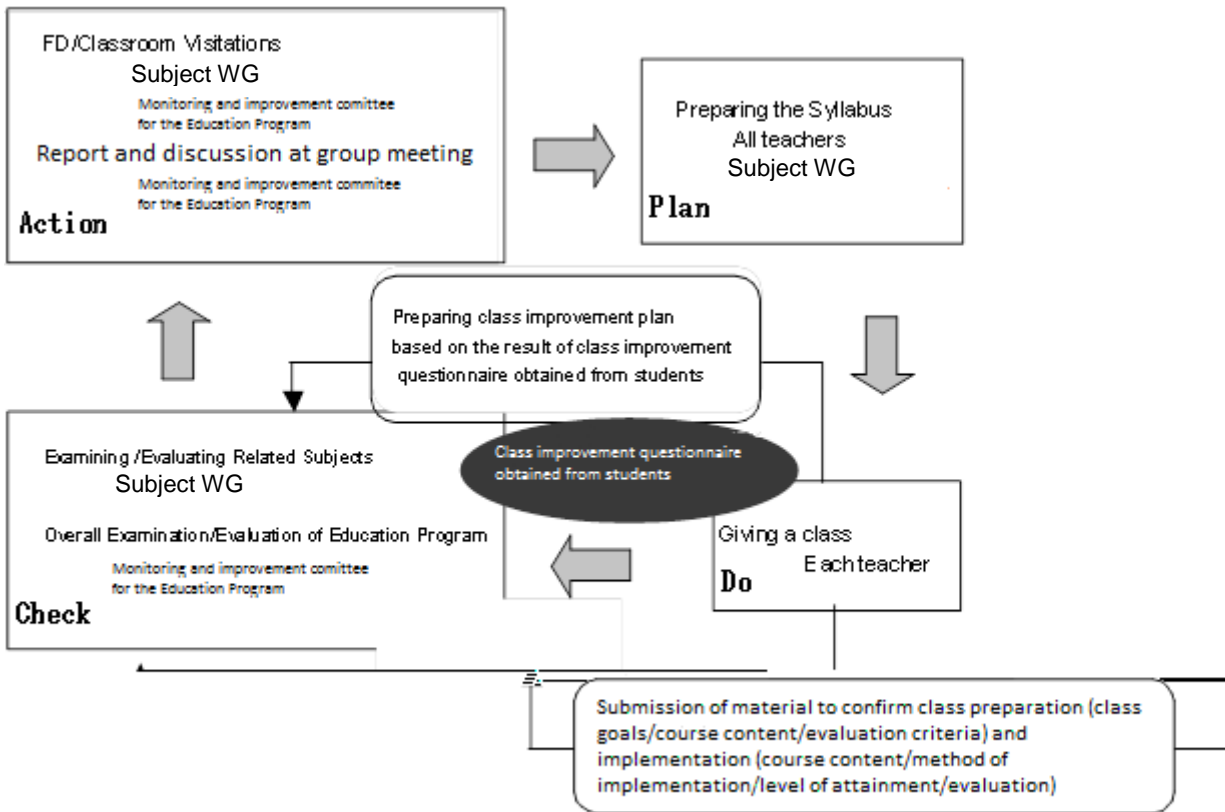 FD/Classroom Visitations
Subject WG
Monitoring and improvement comittee
for the Education Program
Report and discussion at group meeting
Monitoring and improvement commitee
for the Education Program
Action
Preparing the Syllabus
All teachers
Subject WG
Plan
Preparing class improvement plan
based on the result of class improvement
questionnaire obtained from students
Class improvement questionnaire
obtained from students
Examining /Evaluating Related Subjects
Subject WG
Overall Examination/Evaluation of Education Program
Monitoring and improvement comittee
for the Education Program
Check
Giving a class
Each teacher
Do
Submission of material to confirm class preparation (class
goals/course content/evaluation criteria) and
implementation (course content/method of
implementation/level of attainment/evaluation)